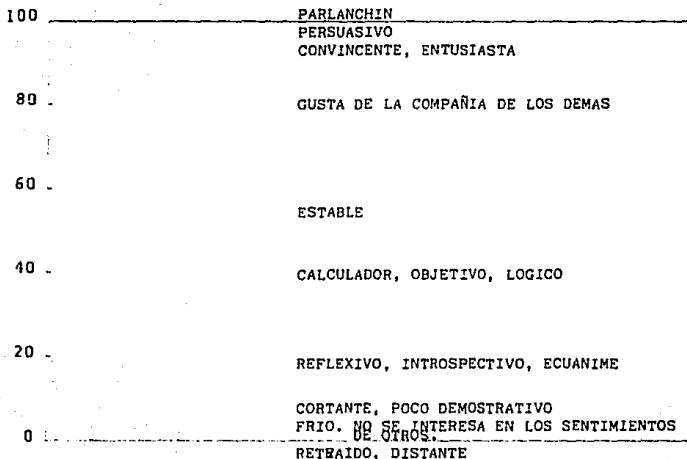 100 PARLANCHIN
PERSUASIVO
CONVINCENTE, ENTUSIASTA
80 GUSTA DE LA COMPAÑIA DE LOS DEMAS
60
ESTABLE
40 CALCULADOR, OBJETIVO, LOGICO
20 REFLEXIVO, INTROSPECTIVO, ECUANIME
CORTANTE, POCO DEMOSTRATIVO
FRIO. NO SE INTERESA EN LOS SENTIMIENTOS
0 DE OTROS.
RETRAIDO, DISTANTE